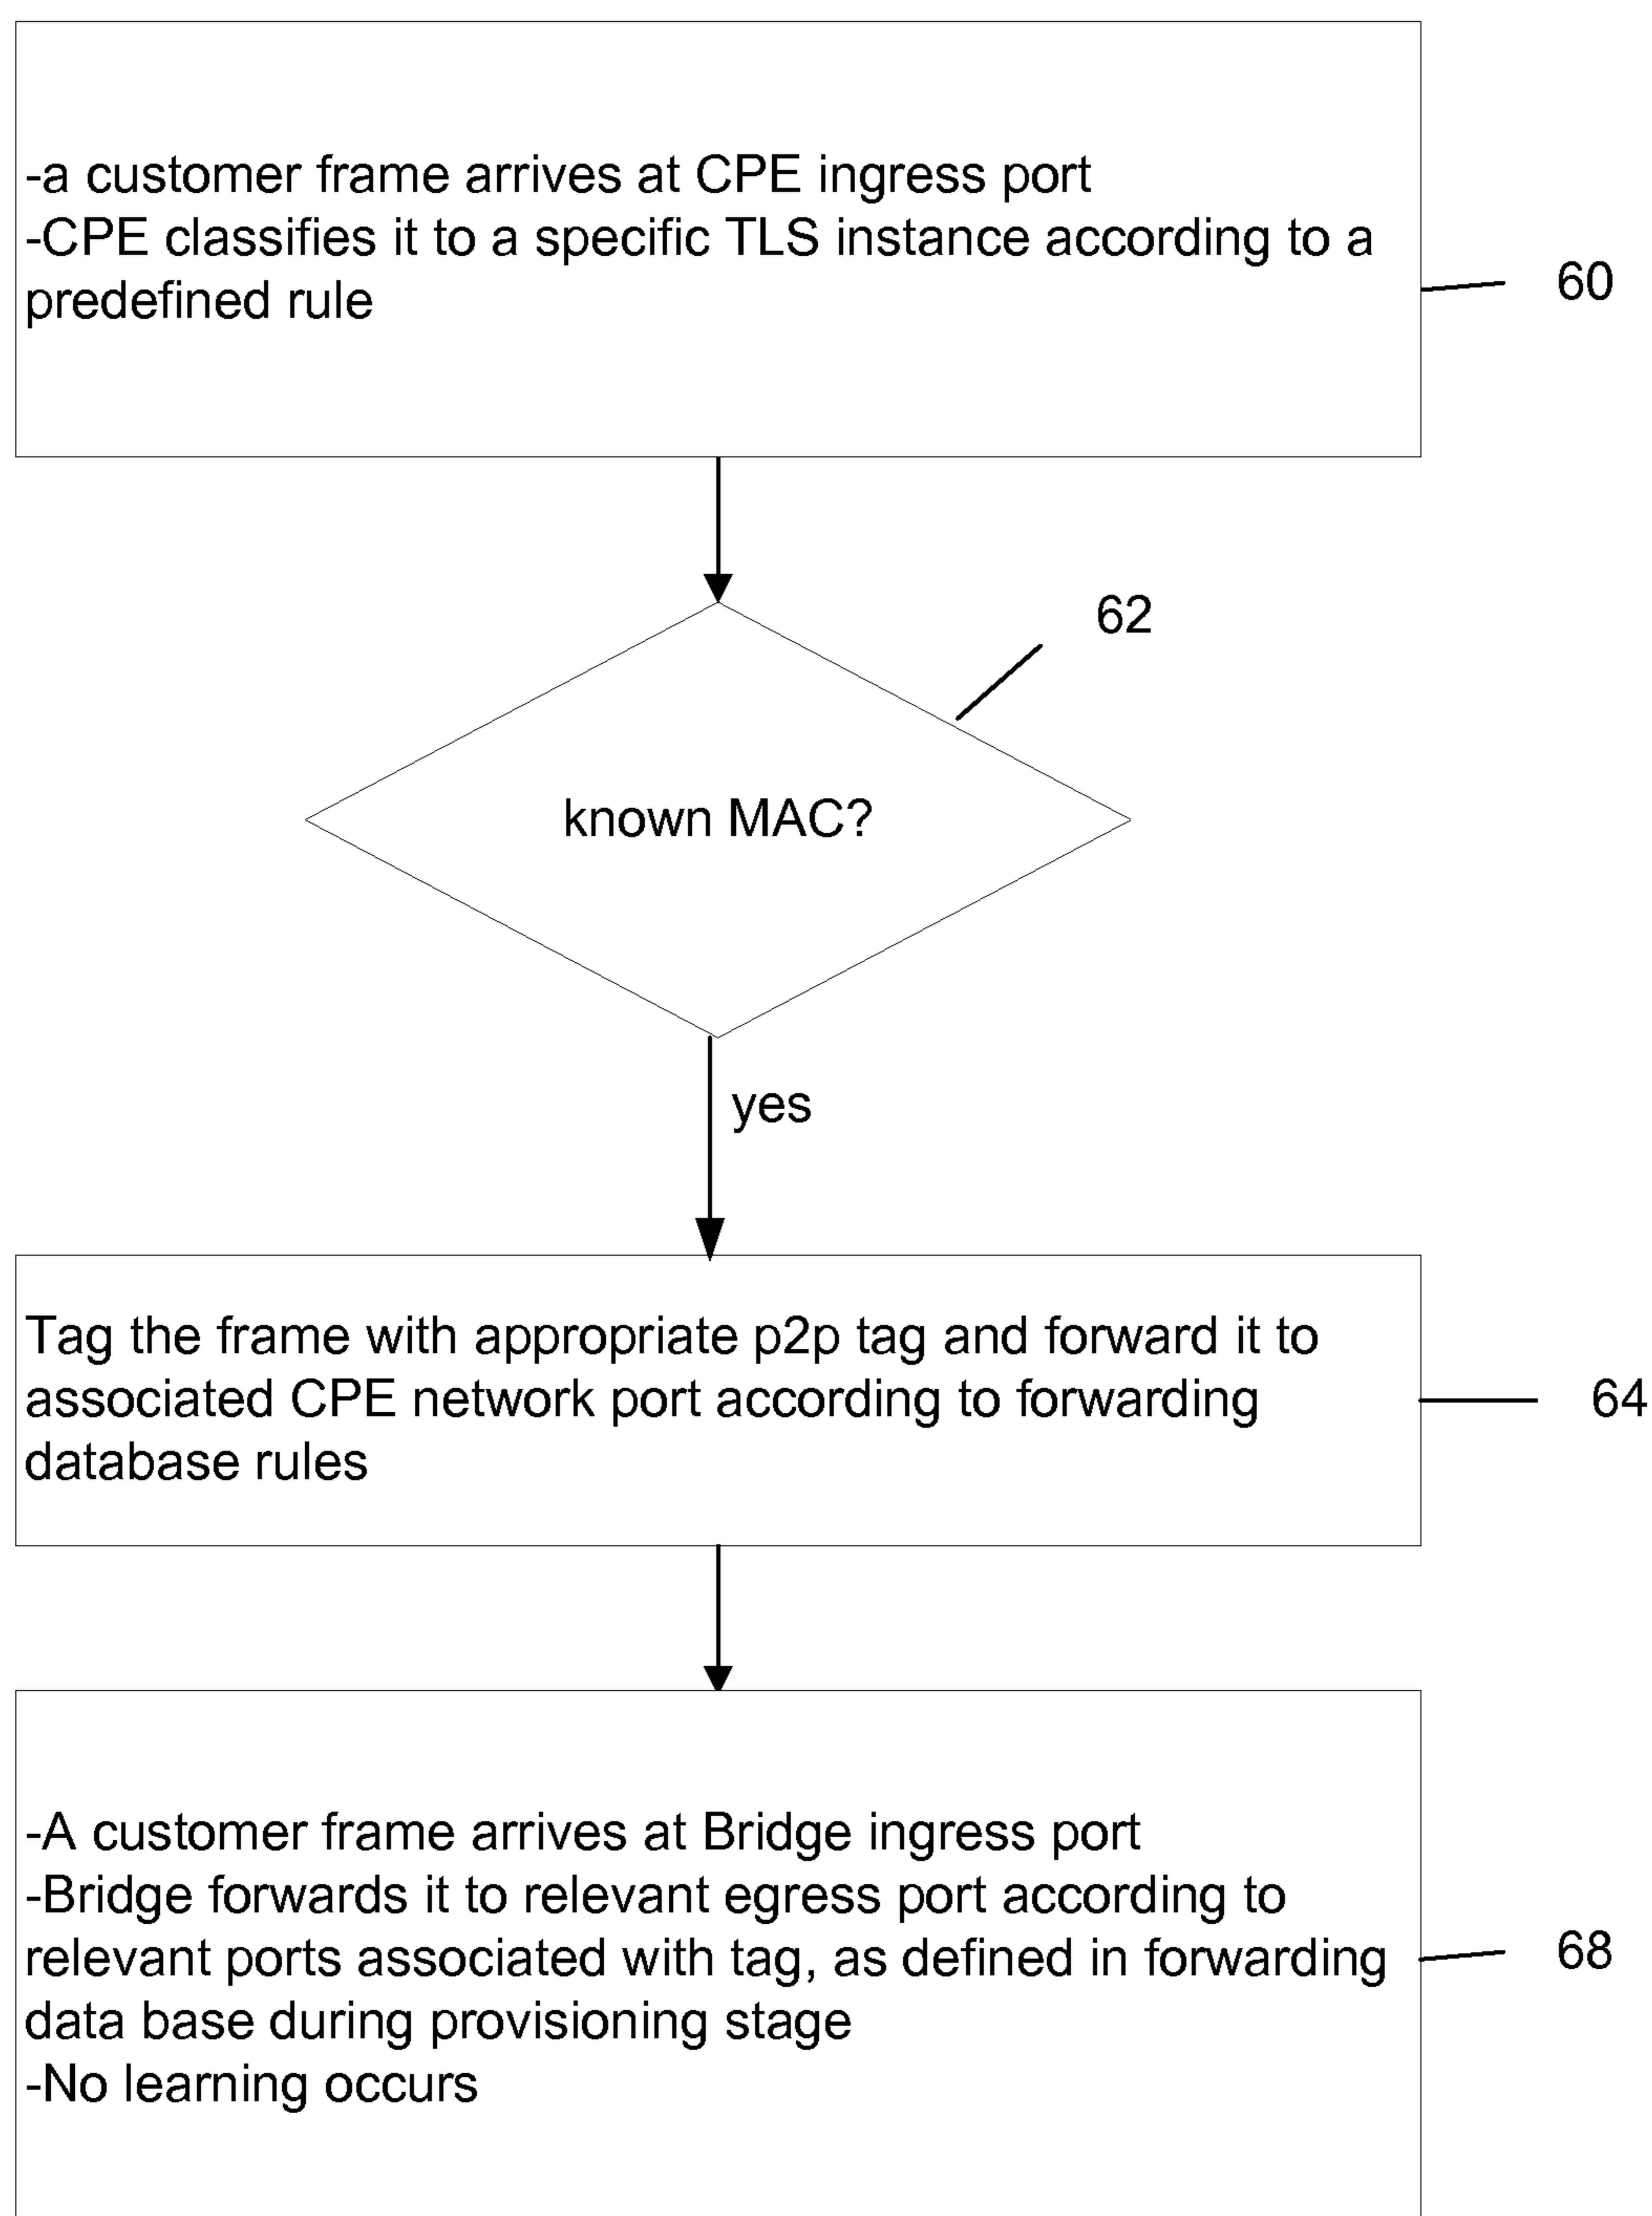 -a customer frame arrives at CPE ingress port
-CPE classifies it to a specific TLS instance according to a
predefined rule
60
62
known MAC?
yes
Tag the frame with appropriate p2p tag and forward it to
associated CPE network port according to forwarding
database rules
64
-A customer frame arrives at Bridge ingress port
-Bridge forwards it to relevant egress port according to
relevant ports associated with tag, as defined in forwarding
data base during provisioning stage
-No learning occurs
68